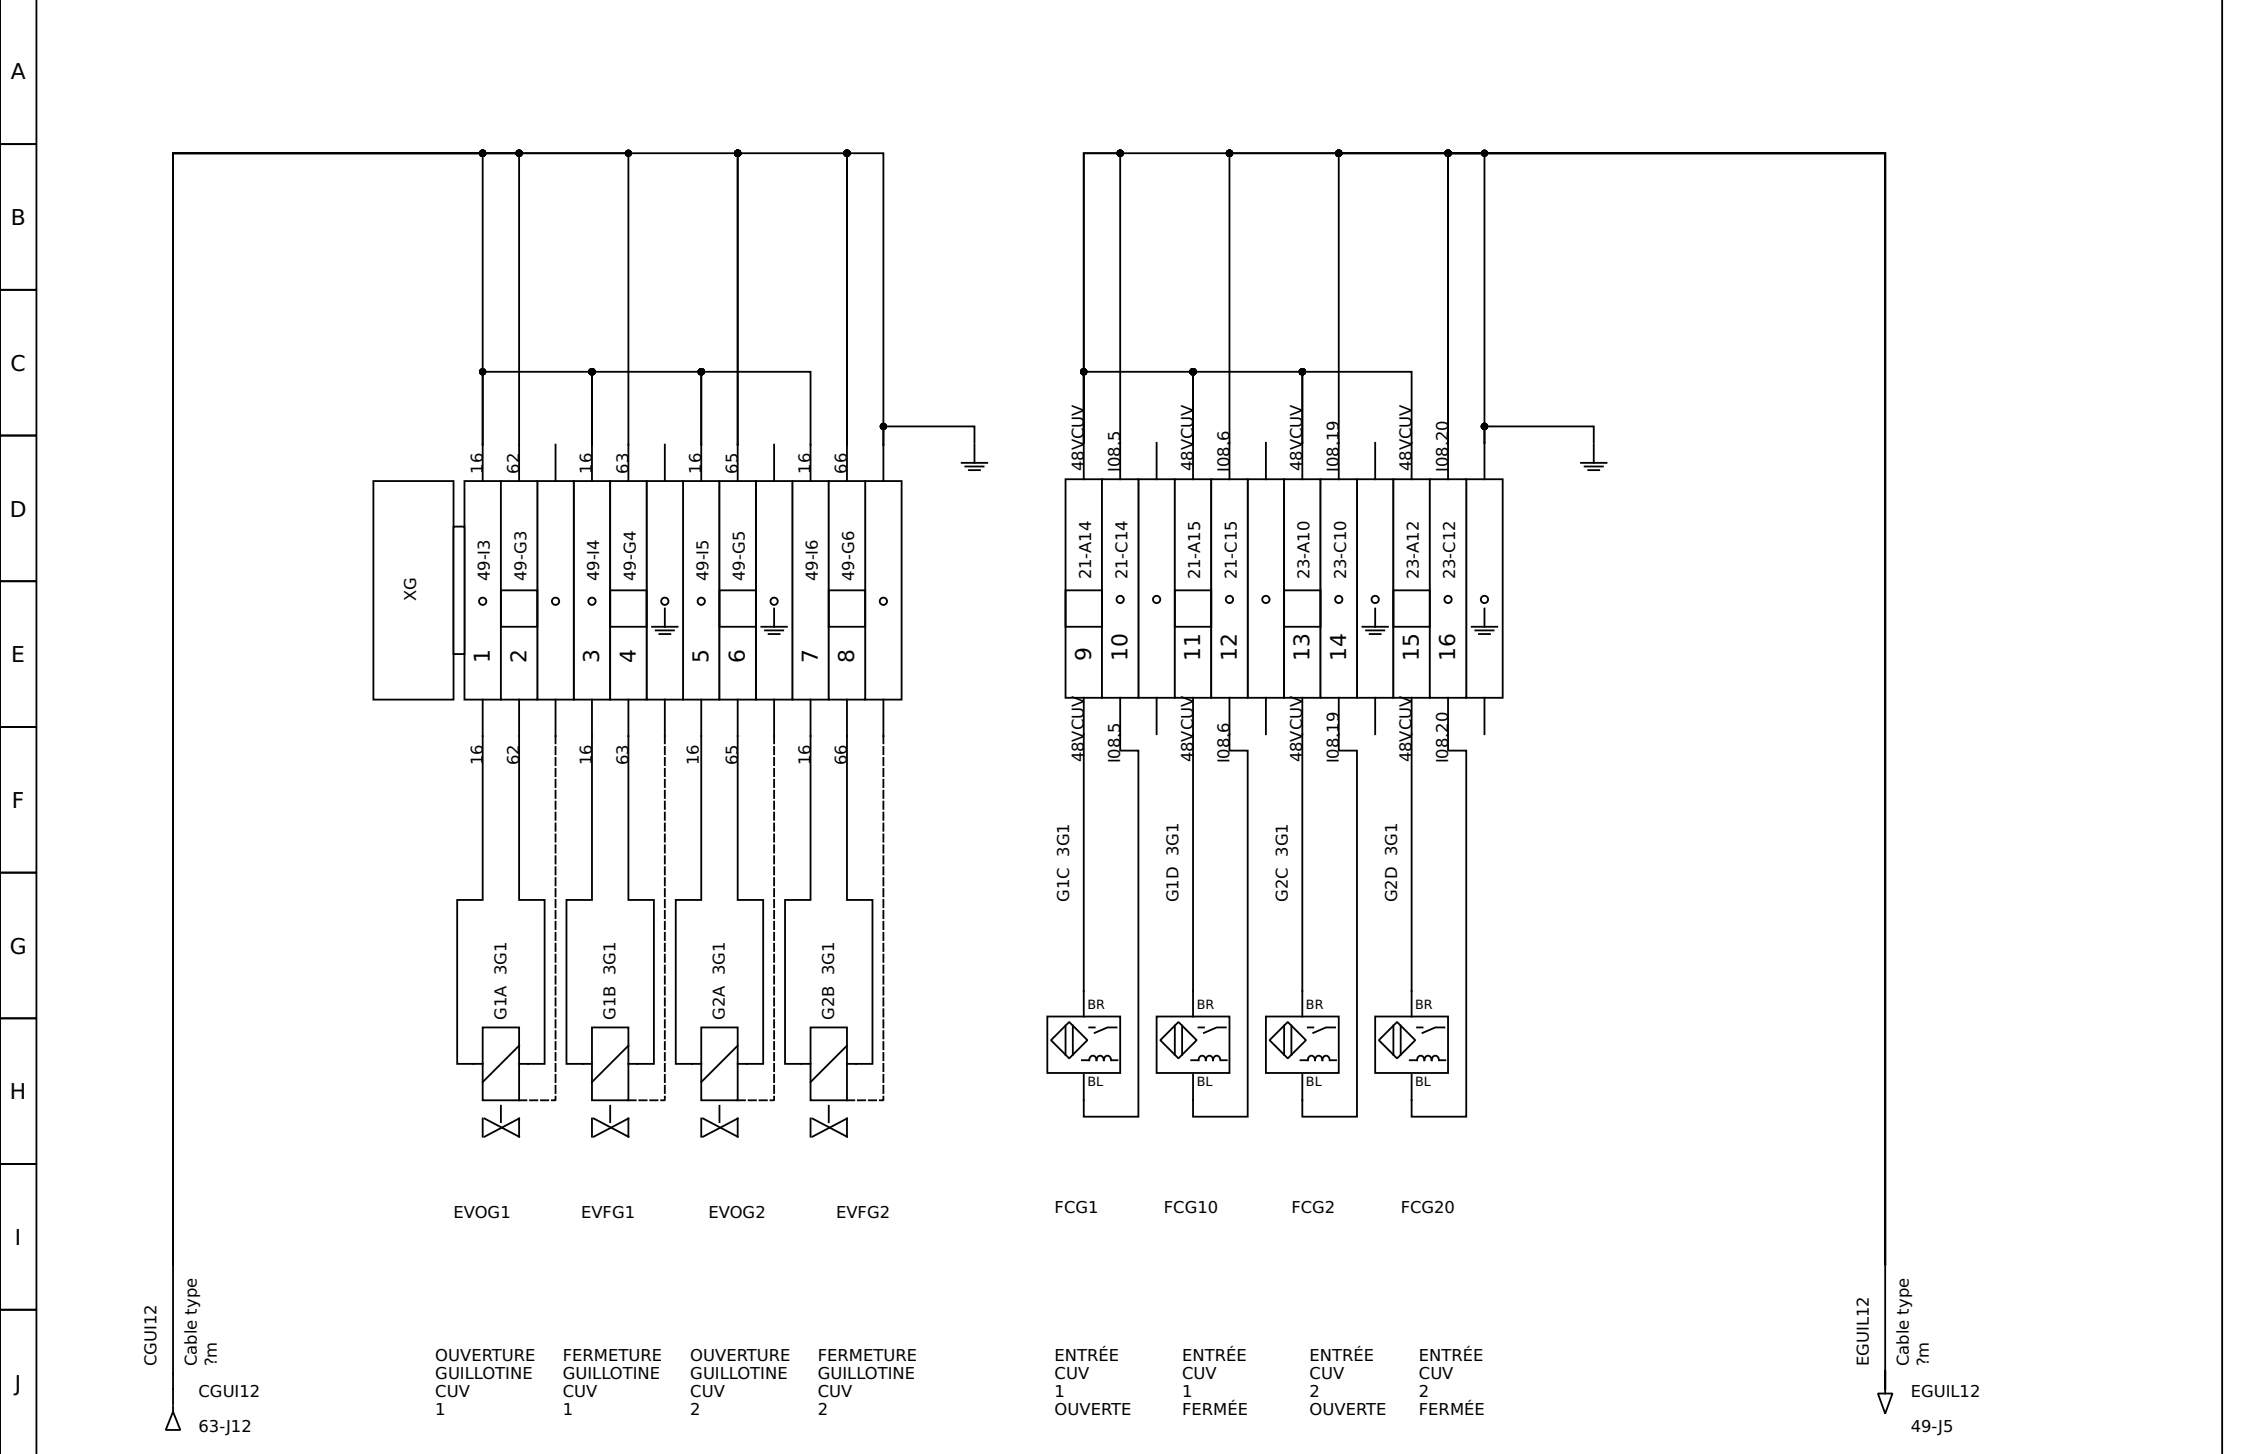 A
B
C
D
E
F
G
H
I
J
16 62 16 63 16 65 16 66
48VCUV I08.5 48VCUV I08.6 48VCUV I08.19 48VCUV I08.20
XG
49-I3 49-G3 49-I4 49-G4 49-I5 49-G5 49-I6 49-G6
21-A14 21-C14 21-A15 21-C15 23-A10 23-C10 23-A12 23-C12
1 2 3 4 5 6 7 8
9 10 11 12 13 14 15 16
16 62 16 63 16 65 16 66
48VCUV I08.5 48VCUV I08.6 48VCUV I08.19 48VCUV I08.20
G1C 3G1
G1D 3G1
G2C 3G1
G2D 3G1
G1A 3G1
G1B 3G1
G2A 3G1
G2B 3G1
BR BR BR BR
BL BL BL BL
EVOG1 EVFG1 EVOG2 EVFG2
FCG1 FCG10 FCG2 FCG20
CGUI12
Cable type
?m
CGUI12
63-J12
OUVERTURE
GUILLOTINE
CUV
1
FERMETURE
GUILLOTINE
CUV
1
OUVERTURE
GUILLOTINE
CUV
2
FERMETURE
GUILLOTINE
CUV
2
ENTRÉE
CUV
1
OUVERTE
ENTRÉE
CUV
1
FERMÉE
ENTRÉE
CUV
2
OUVERTE
ENTRÉE
CUV
2
FERMÉE
EGUIL12
Cable type
?m
EGUIL12
49-J5